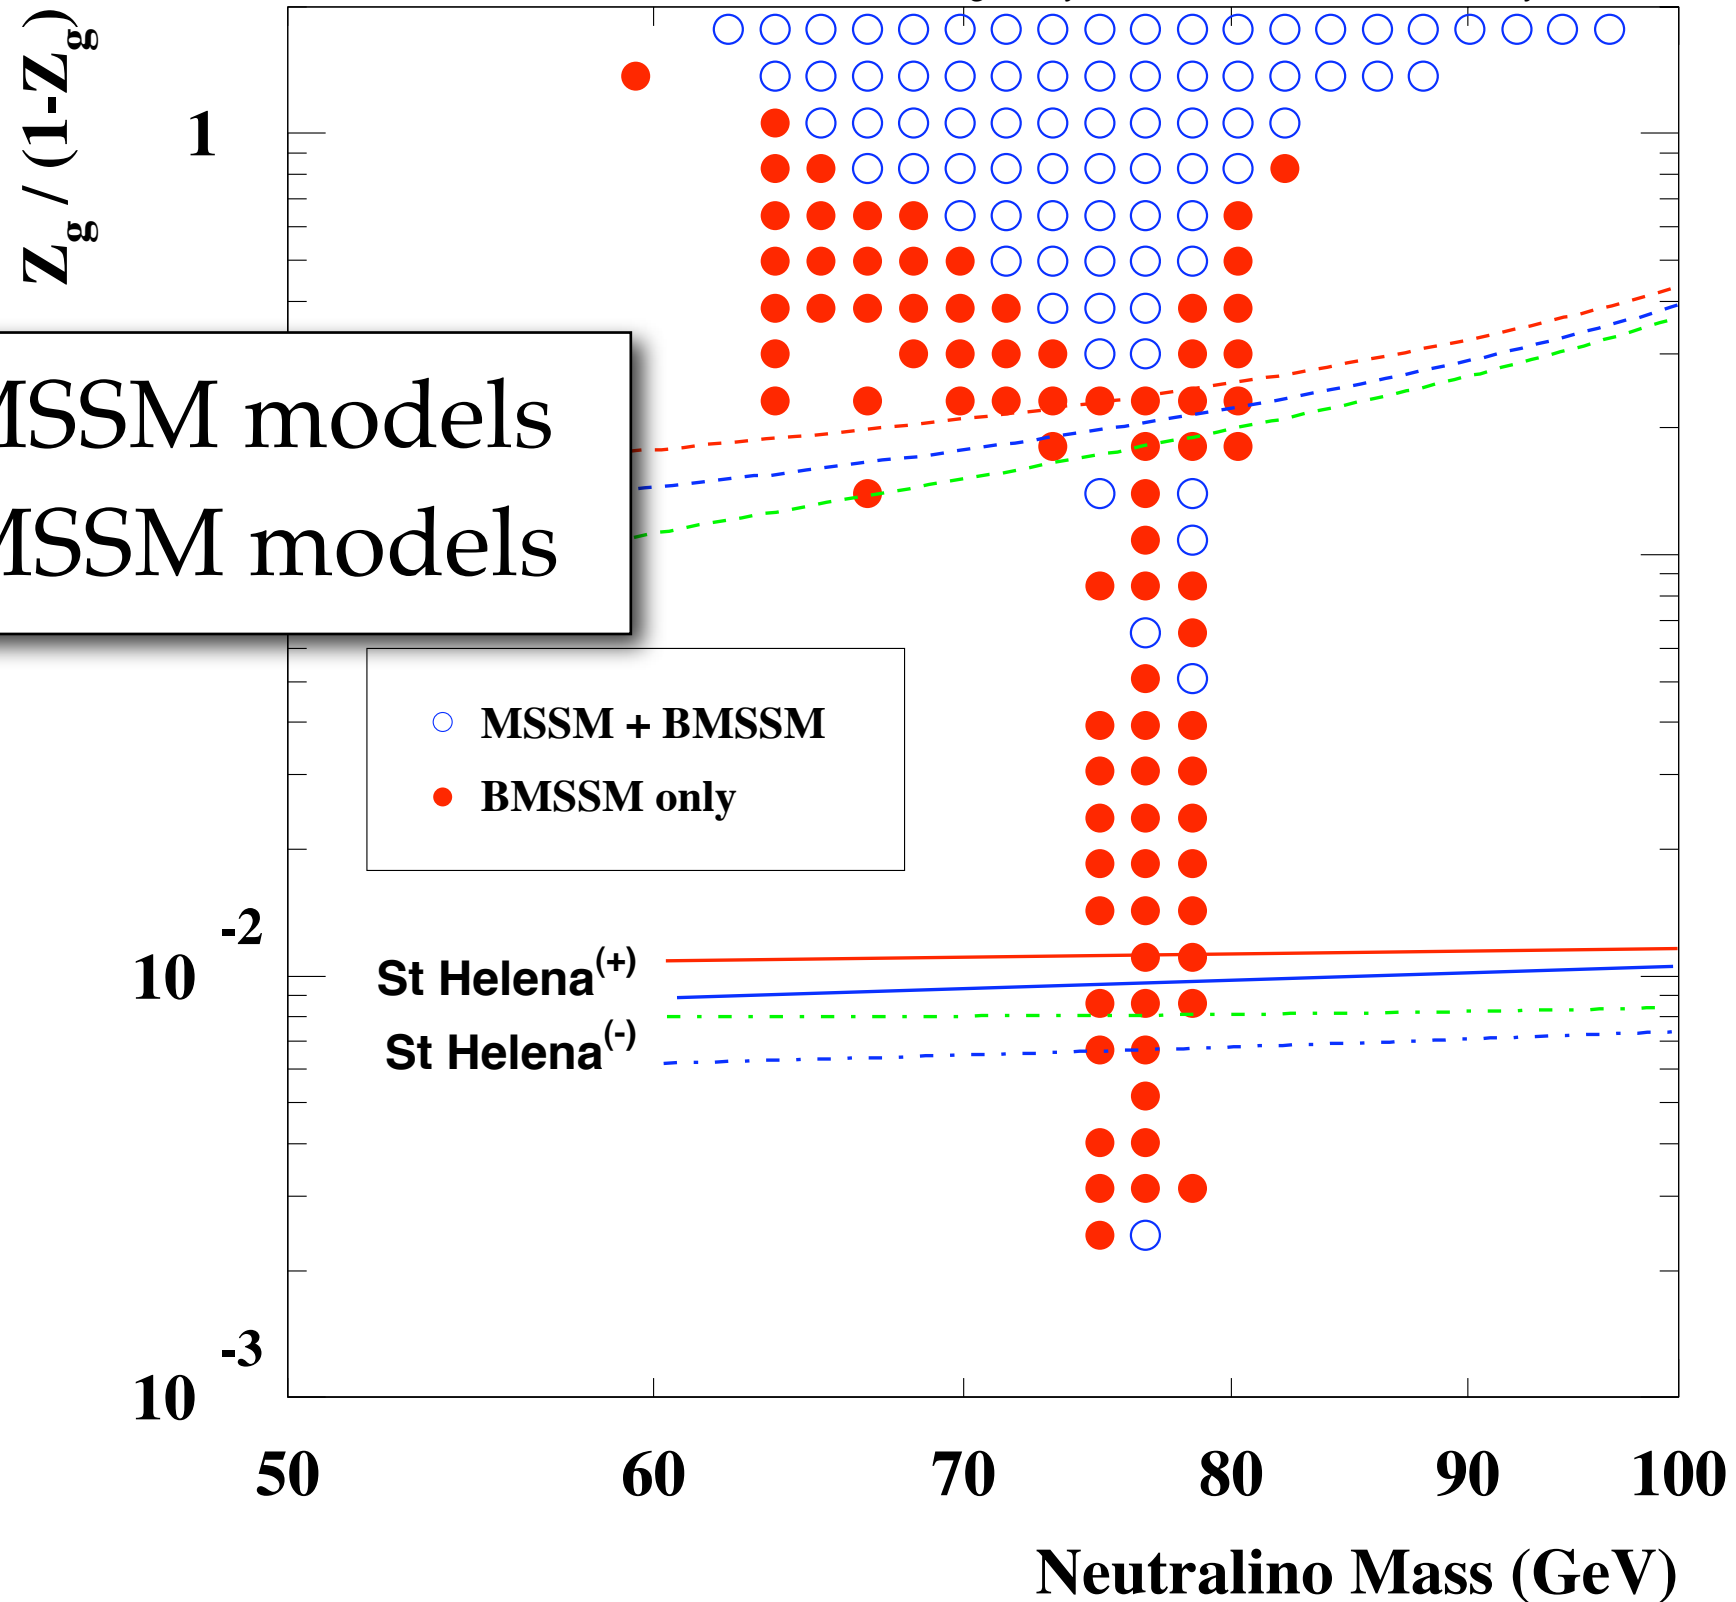 Z_g / (1-Z_g)
1
MSSM models
MSSM models
MSSM + BMSSM
BMSSM only
10^-2
St Helena^(+)
St Helena^(-)
10^-3
50 60 70 80 90 100
Neutralino Mass (GeV)